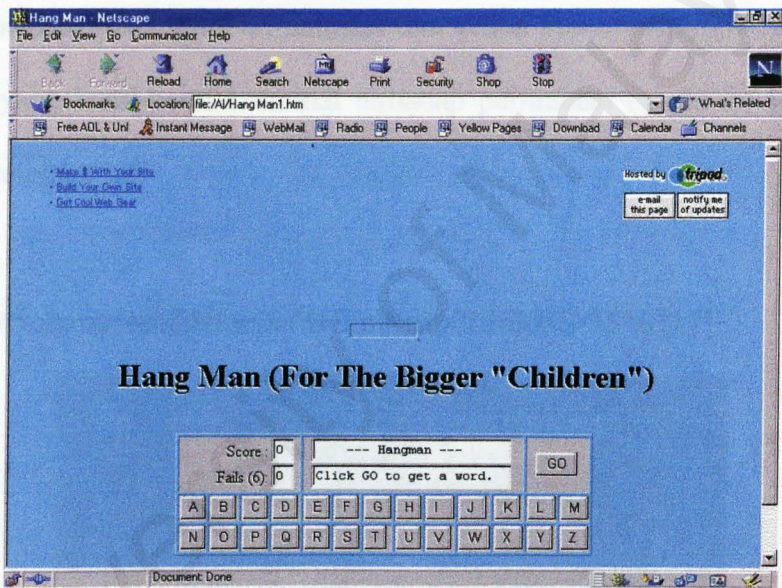 Hang Man - Netscape
File Edit View Go Communicator Help
Back Forward Reload Home Search Netscape Print Security Shop Stop
Bookmarks Location: file:/A|/Hang Man1.htm What's Related
Free AOL & Unl Instant Message WebMail Radio People Yellow Pages Download Calendar Channels
· Make $ With Your Site
· Build Your Own Site
· Get Cool Web Gear
Hosted by tripod
e-mail this page
notify me of updates
Hang Man (For The Bigger "Children")
Score : 0 --- Hangman ---
GO
Fails (6): 0 Click GO to get a word.
A B C D E F G H I J K L M
N O P Q R S T U V W X Y Z
Document: Done